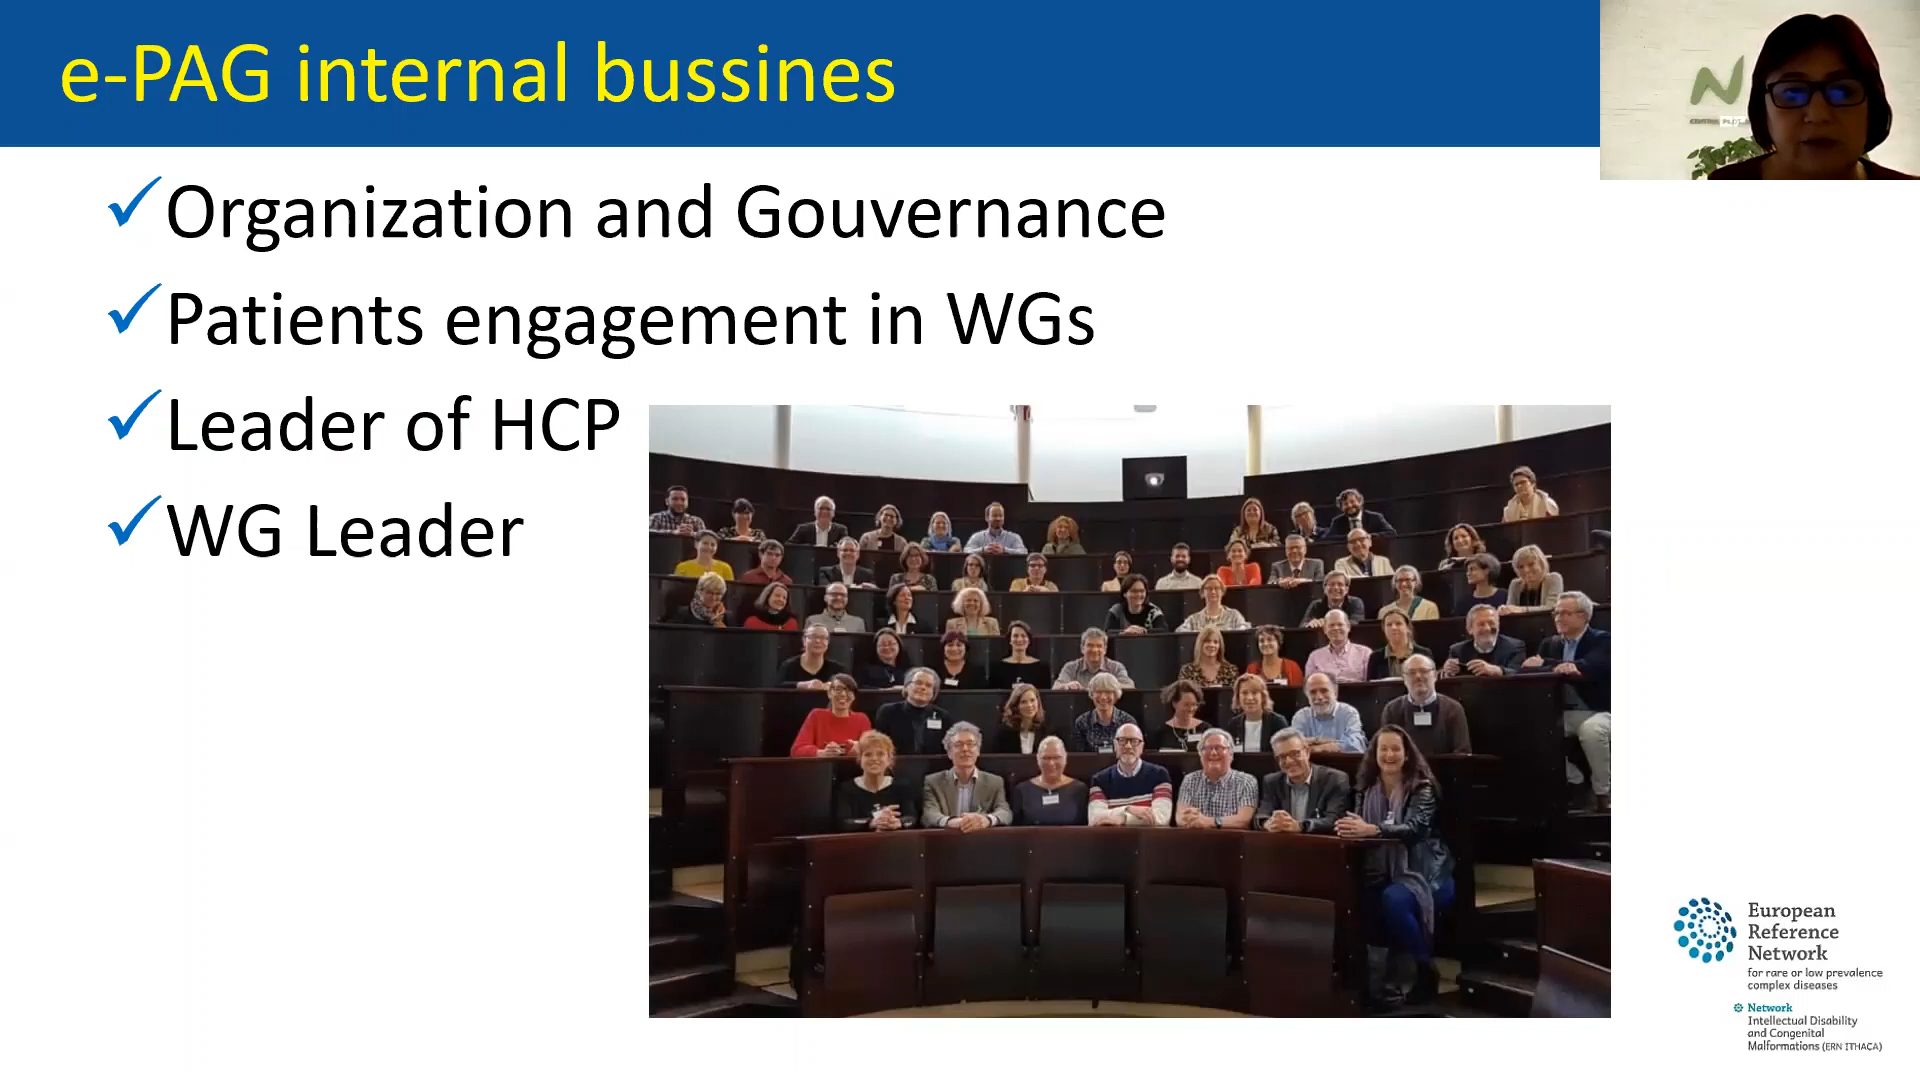 e-PAG internal bussines
Organization and Gouvernance
Patients engagement in WGs
Leader of HCP
WG Leader
European
Reference
Network
for rare or low prevalence
complex diseases
Network
Intellectual Disability
and Congenital
Malformations (ERN ITHACA)